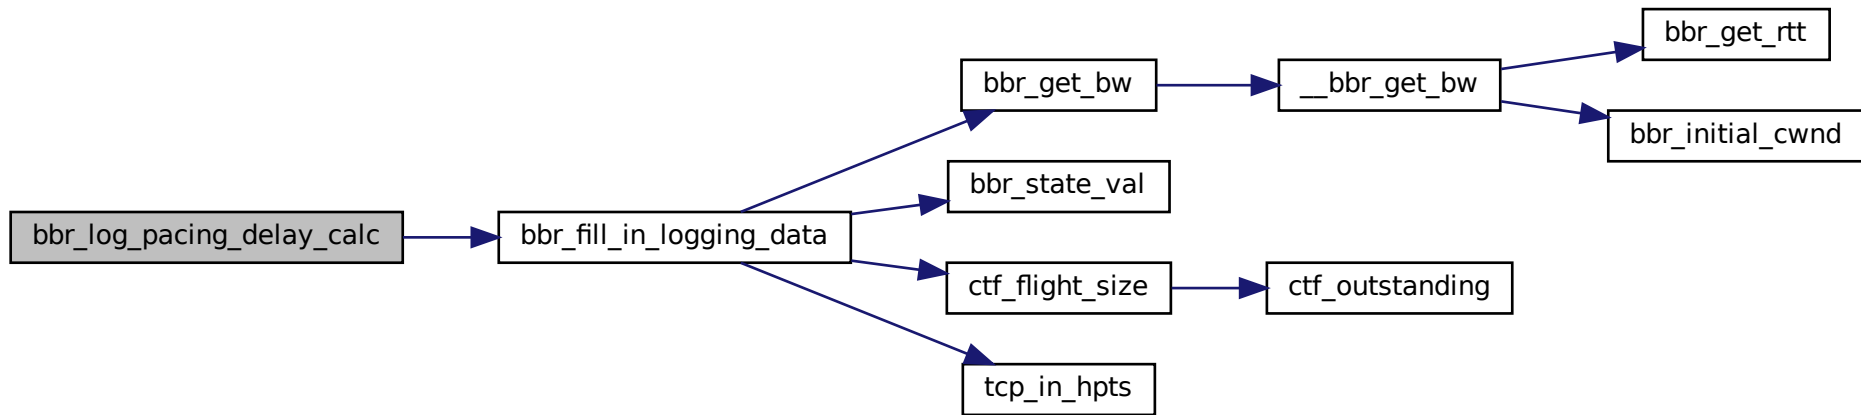 bbr_get_rtt
bbr_get_bw
__bbr_get_bw
bbr_initial_cwnd
bbr_state_val
bbr_log_pacing_delay_calc
bbr_fill_in_logging_data
ctf_flight_size
ctf_outstanding
tcp_in_hpts